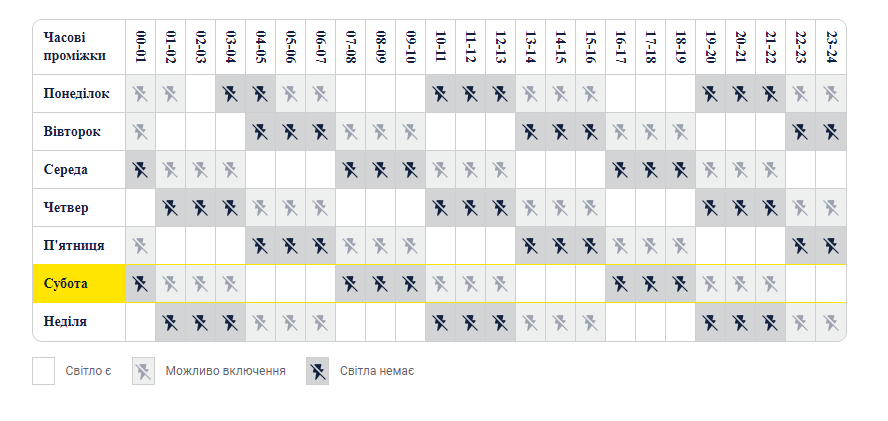 Часові
проміжки
00-01 01-02 02-03 03-04 04-05 05-06 06-07 07-08 08-09 09-10 10-11 11-12 12-13 13-14 14-15 15-16 16-17 17-18 18-19 19-20 20-21 21-22 22-23 23-24
Понеділок
Вівторок
Середа
Четвер
П'ятниця
Субота
Неділя
Світло є Можливо включення Світла немає